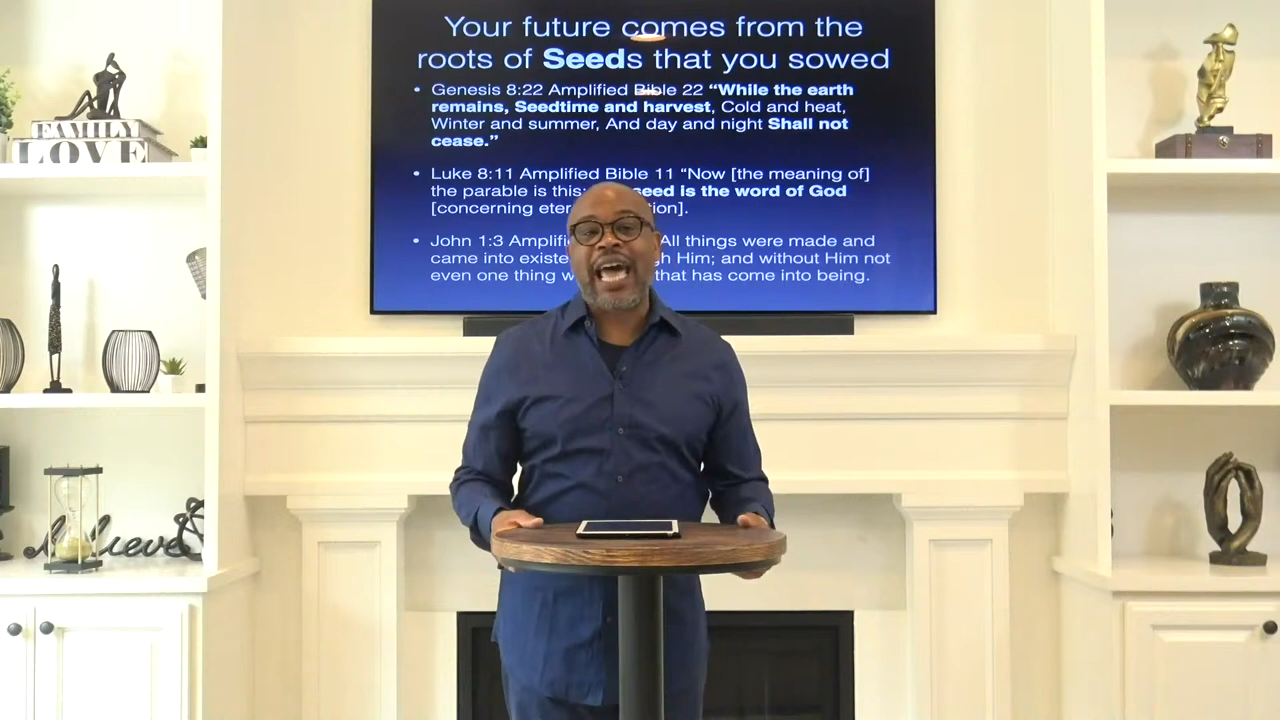 Your future comes from the
roots of Seeds that you sowed
• Genesis 8:22 Amplified Bible 22 “While the earth
remains, Seedtime and harvest, Cold and heat,
Winter and summer, And day and night Shall not
cease.”
• Luke 8:11 Amplified Bible 11 “Now [the meaning of]
the parable is this: seed is the word of God
[concerning
• John 1:3 All things were made and
came into Him; and without Him not
even one thing that has come into being.
FAMILY
LOVE
believe